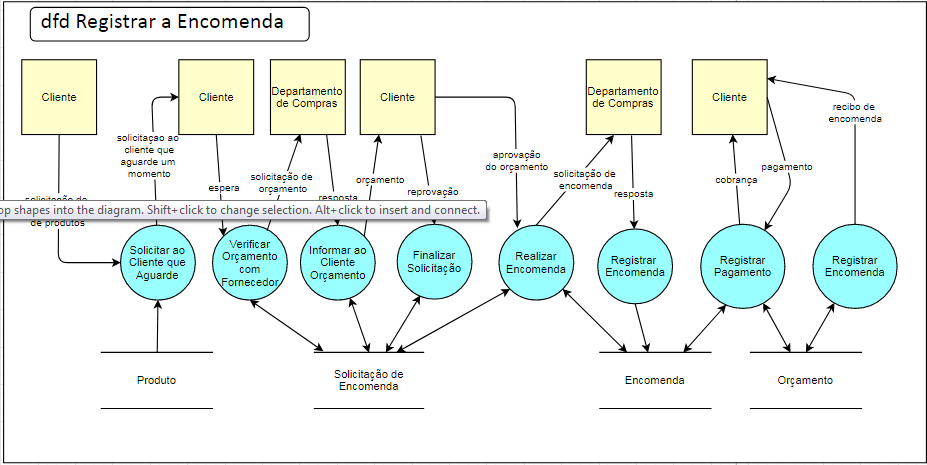 dfd Registrar a Encomenda
Cliente
Cliente
Departamento
de Compras
Cliente
Departamento
de Compras
Cliente
recibo de
encomenda
solicitaçao ao
cliente que
aguarde um
momento
solicitação de
orçamento
espera
orçamento
resposta
reprovação
aprovação
do orçamento
solicitação de
encomenda
resposta
cobrança
pagamento
solicitação de
op shapes into the diagram. Shift+click to change selection. Alt+click to insert and connect.
de produtos
Solicitar ao
Cliente que
Aguarde
Verificar
Orçamento
com
Fornecedor
Informar ao
Cliente
Orçamento
Finalizar
Solicitação
Realizar
Encomenda
Registrar
Encomenda
Registrar
Pagamento
Registrar
Encomenda
Produto
Solicitação de
Encomenda
Encomenda
Orçamento